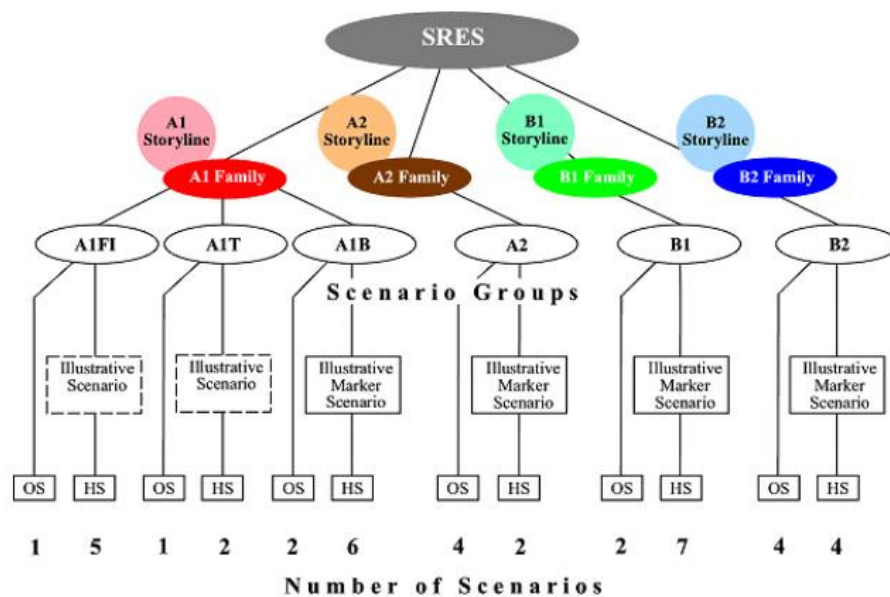 SRES
A1
Storyline
A2
Storyline
B1
Storyline
B2
Storyline
A1 Family
A2 Family
B1 Family
B2 Family
A1FI
A1T
A1B
A2
B1
B2
Scenario Groups
Illustrative
Scenario
Illustrative
Scenario
Illustrative
Marker
Scenario
Illustrative
Marker
Scenario
Illustrative
Marker
Scenario
Illustrative
Marker
Scenario
OS HS OS HS OS HS OS HS OS HS OS HS
1 5 1 2 2 6 4 2 2 7 4 4
Number of Scenarios